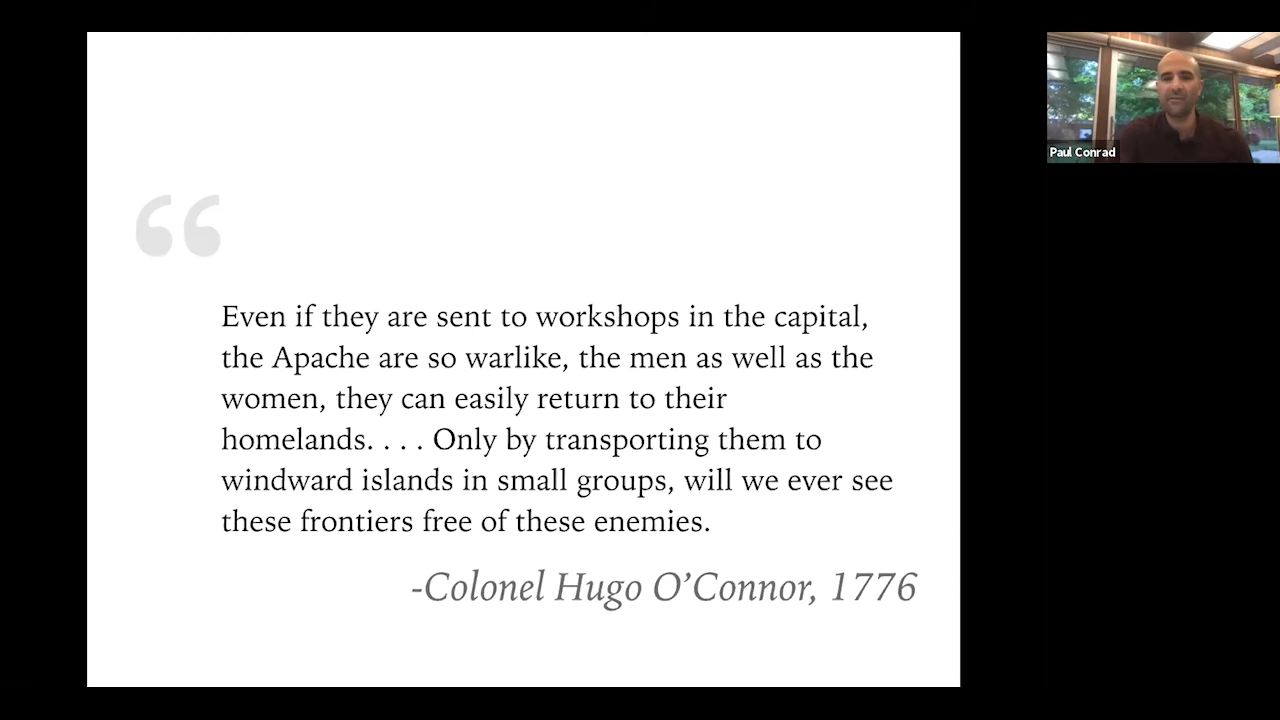 “
Even if they are sent to workshops in the capital,
the Apache are so warlike, the men as well as the
women, they can easily return to their
homelands. . . . Only by transporting them to
windward islands in small groups, will we ever see
these frontiers free of these enemies.
-Colonel Hugo O’Connor, 1776
Paul Conrad